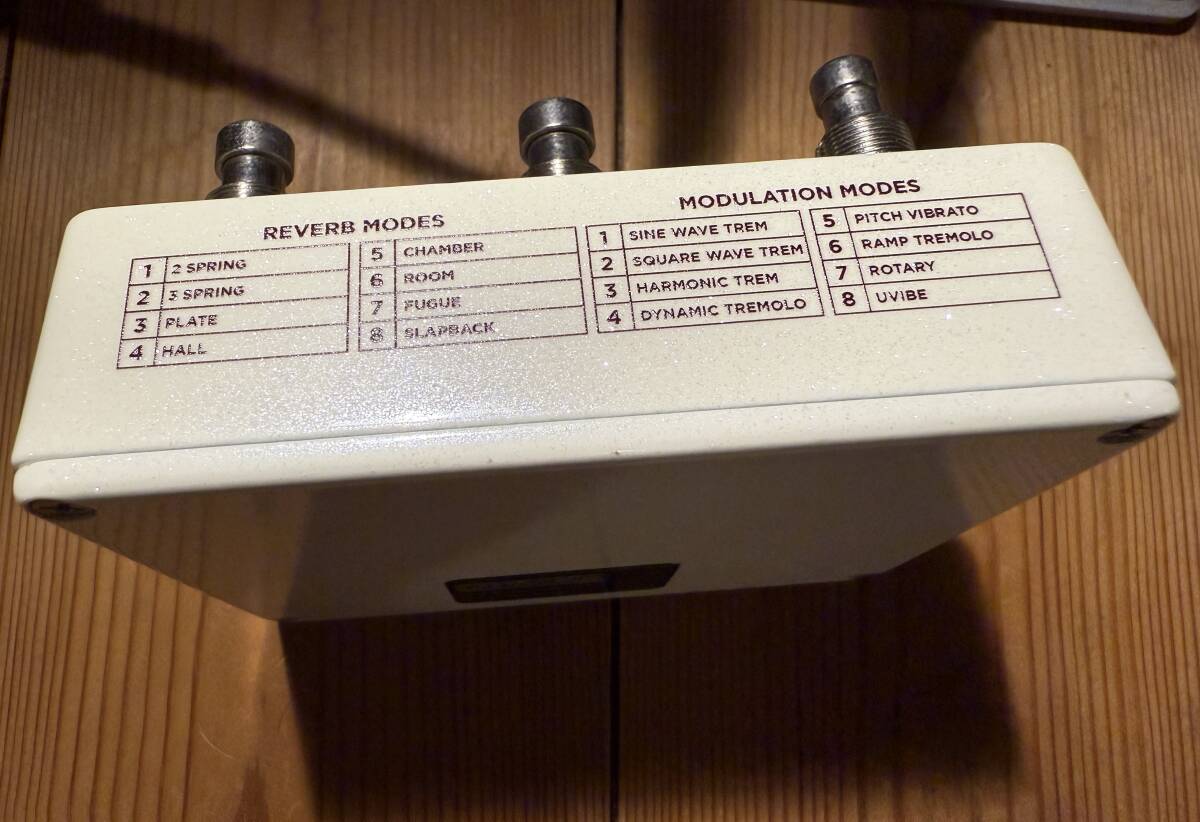 REVERB MODES
1 2 SPRING
2 3 SPRING
3 PLATE
4 HALL
5 CHAMBER
6 ROOM
7 FUGUE
8 SLAPBACK
MODULATION MODES
1 SINE WAVE TREM
2 SQUARE WAVE TREM
3 HARMONIC TREM
4 DYNAMIC TREMOLO
5 PITCH VIBRATO
6 RAMP TREMOLO
7 ROTARY
8 UVIBE